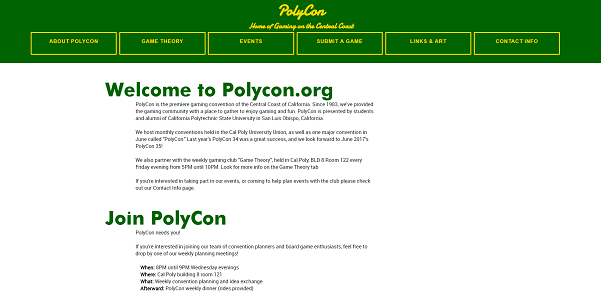 PolyCon
Home of Gaming on the Central Coast
ABOUT POLYCON
GAME THEORY
EVENTS
SUBMIT A GAME
LINKS & ART
CONTACT INFO
Welcome to Polycon.org
PolyCon is the premiere gaming convention of the Central Coast of California. Since 1983, we've provided
the gaming community with a place to gather to enjoy gaming and fun. PolyCon is presented by students
and alumni of California Polytechnic State University in San Luis Obispo, California.
We host monthly conventions held in the Cal Poly University Union, as well as one major convention in
June called "PolyCon." Last year's PolyCon 34 was a great success, and we look forward to June 2017's
PolyCon 35!
We also partner with the weekly gaming club "Game Theory", held in Cal Poly, BLD 8 Room 122 every
Friday evening from 5PM until 10PM. Look for more info on the Game Theory tab
If you're interested in taking part in our events, or coming to help plan events with the club please check
out our Contact Info page.
Join PolyCon
PolyCon needs you!
If you're interested in joining our team of convention planners and board game enthusiasts, feel free to
drop by one of our weekly planning meetings!
When: 8PM until 9PM Wednesday evenings
Where: Cal Poly building 8 room 121
What: Weekly convention planning and idea exchange
Afterward: PolyCon weekly dinner (rides provided)